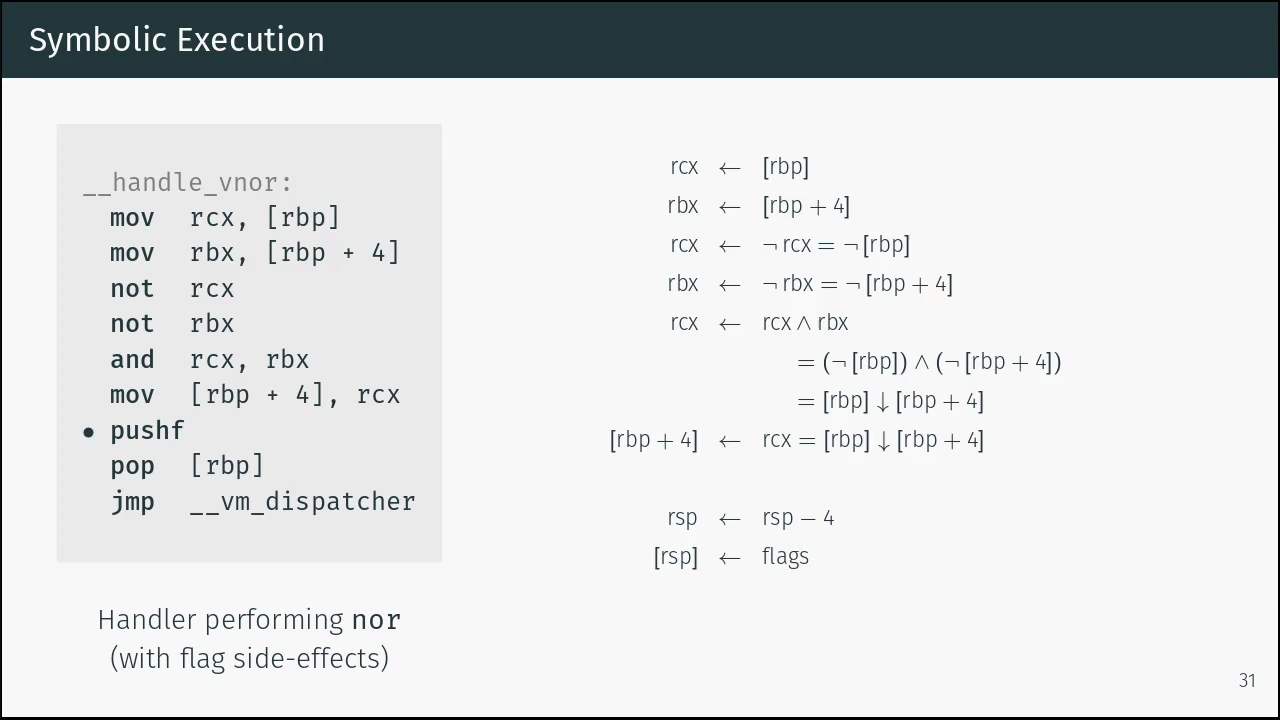 Symbolic Execution
__handle_vnor:
mov rcx, [rbp]
mov rbx, [rbp + 4]
not rcx
not rbx
and rcx, rbx
mov [rbp + 4], rcx
• pushf
pop [rbp]
jmp __vm_dispatcher
Handler performing nor
(with flag side-effects)
rcx ← [rbp]
rbx ← [rbp + 4]
rcx ← ¬ rcx = ¬ [rbp]
rbx ← ¬ rbx = ¬ [rbp + 4]
rcx ← rcx ∧ rbx
= (¬ [rbp]) ∧ (¬ [rbp + 4])
= [rbp] ↓ [rbp + 4]
[rbp + 4] ← rcx = [rbp] ↓ [rbp + 4]
rsp ← rsp − 4
[rsp] ← flags
31